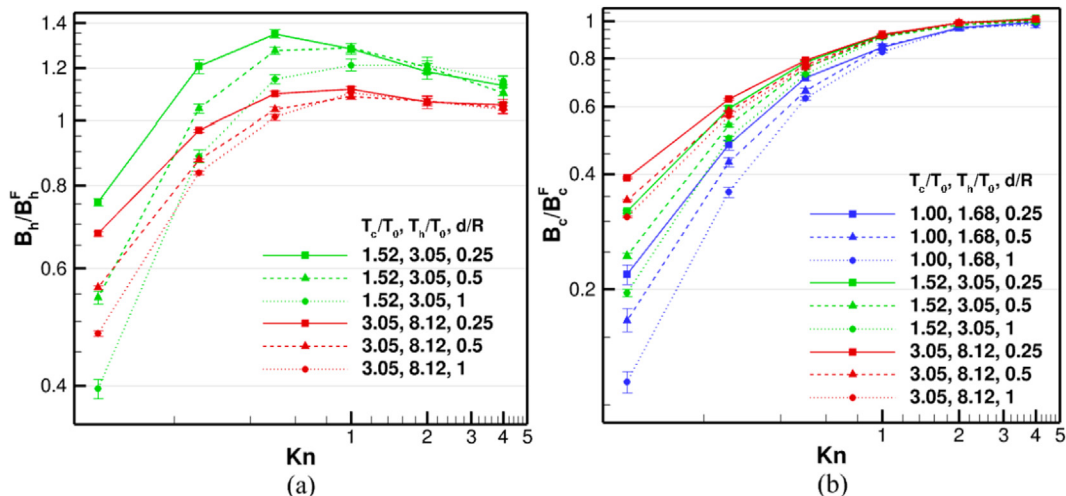 1.4
1.2
1
0.8
0.6
0.4
B_h/B_h^F
T_c/T_0, T_h/T_0, d/R
1.52, 3.05, 0.25
1.52, 3.05, 0.5
1.52, 3.05, 1
3.05, 8.12, 0.25
3.05, 8.12, 0.5
3.05, 8.12, 1
1 2 3 4 5
Kn
(a)
1
0.8
0.6
0.4
0.2
B_c/B_c^F
T_c/T_0, T_h/T_0, d/R
1.00, 1.68, 0.25
1.00, 1.68, 0.5
1.00, 1.68, 1
1.52, 3.05, 0.25
1.52, 3.05, 0.5
1.52, 3.05, 1
3.05, 8.12, 0.25
3.05, 8.12, 0.5
3.05, 8.12, 1
1 2 3 4 5
Kn
(b)